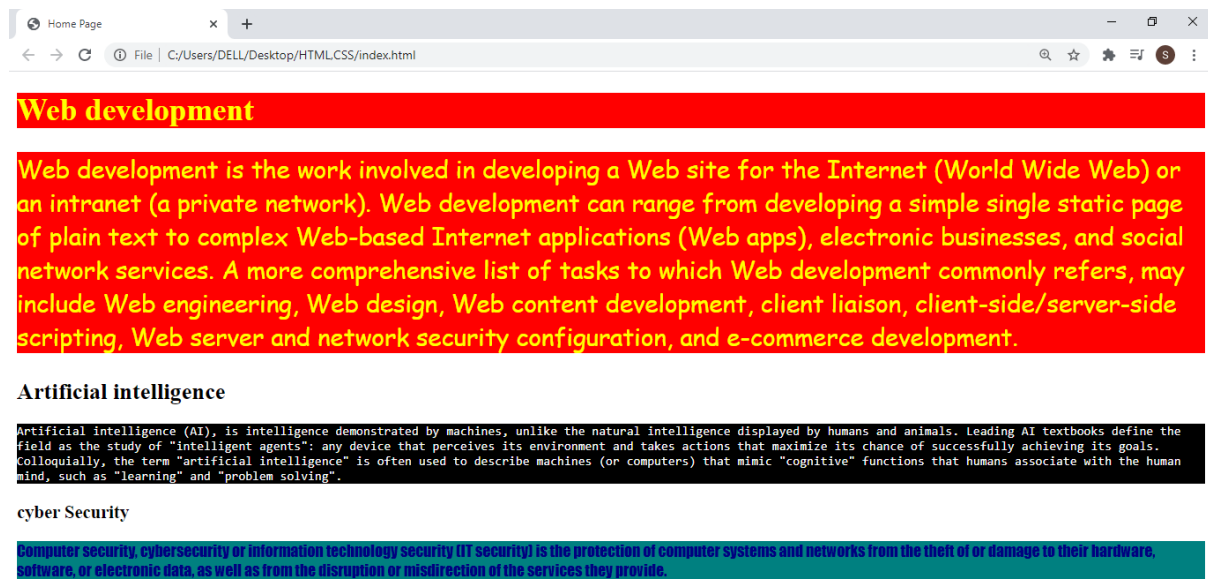 Home Page
File | C:/Users/DELL/Desktop/HTML,CSS/index.html
S
Web development
Web development is the work involved in developing a Web site for the Internet (World Wide Web) or
an intranet (a private network). Web development can range from developing a simple single static page
of plain text to complex Web-based Internet applications (Web apps), electronic businesses, and social
network services. A more comprehensive list of tasks to which Web development commonly refers, may
include Web engineering, Web design, Web content development, client liaison, client-side/server-side
scripting, Web server and network security configuration, and e-commerce development.
Artificial intelligence
Artificial intelligence (AI), is intelligence demonstrated by machines, unlike the natural intelligence displayed by humans and animals. Leading AI textbooks define the
field as the study of "intelligent agents": any device that perceives its environment and takes actions that maximize its chance of successfully achieving its goals.
Colloquially, the term "artificial intelligence" is often used to describe machines (or computers) that mimic "cognitive" functions that humans associate with the human
mind, such as "learning" and "problem solving".
cyber Security
Computer security, cybersecurity or information technology security (IT security) is the protection of computer systems and networks from the theft of or damage to their hardware,
software, or electronic data, as well as from the disruption or misdirection of the services they provide.